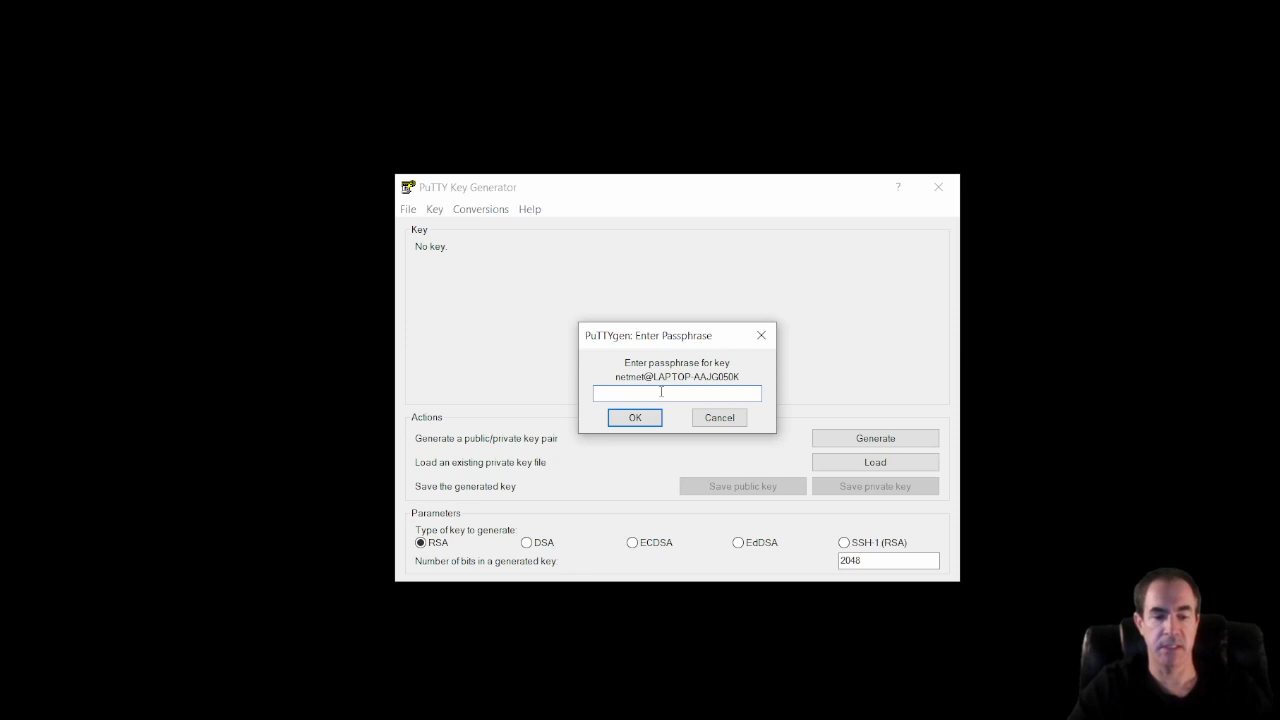 PuTTY Key Generator
?
File Key Conversions Help
Key
No key.
PuTTYgen: Enter Passphrase
Enter passphrase for key
netmet@LAPTOP-AAJG050K
OK Cancel
Actions
Generate a public/private key pair Generate
Load an existing private key file Load
Save the generated key Save public key Save private key
Parameters
Type of key to generate:
RSA DSA ECDSA EdDSA SSH-1 (RSA)
Number of bits in a generated key: 2048